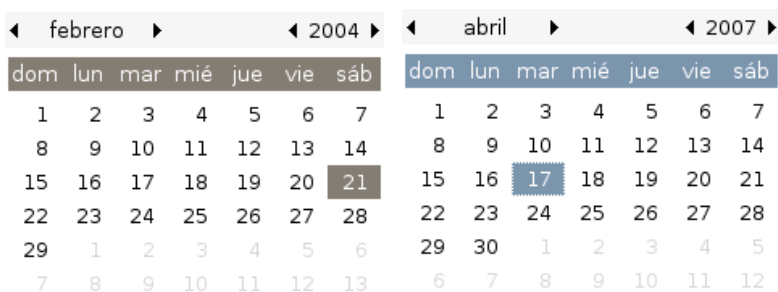 febrero 2004
dom lun mar mié jue vie sáb
1 2 3 4 5 6 7
8 9 10 11 12 13 14
15 16 17 18 19 20 21
22 23 24 25 26 27 28
29 1 2 3 4 5 6
7 8 9 10 11 12 13
abril 2007
dom lun mar mié jue vie sáb
1 2 3 4 5 6 7
8 9 10 11 12 13 14
15 16 17 18 19 20 21
22 23 24 25 26 27 28
29 30 1 2 3 4 5
6 7 8 9 10 11 12